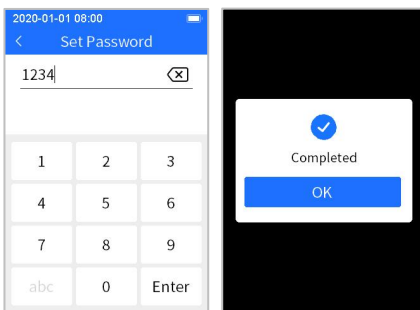 2020-01-01 08:00
Set Password
1234
1 2 3
4 5 6
7 8 9
abc 0 Enter
Completed
OK